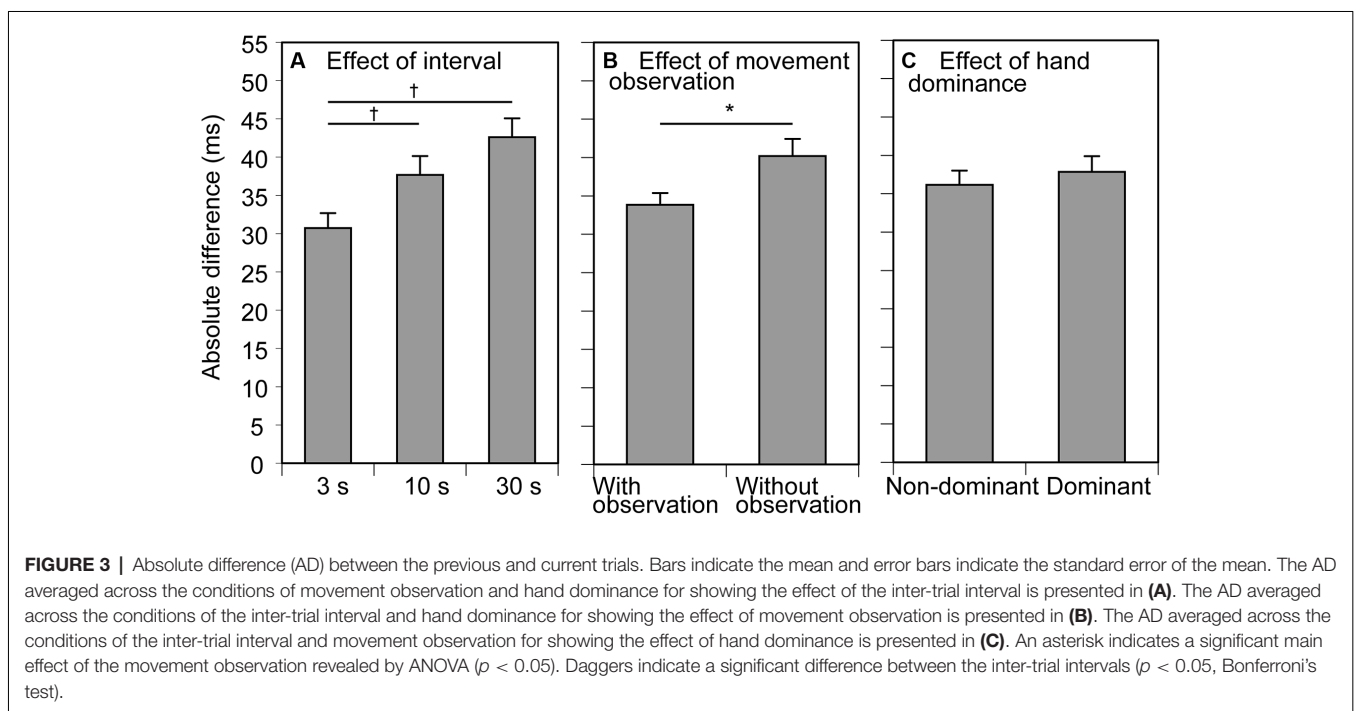 55
50
45
40
35
30
25
20
15
10
5
0
Absolute difference (ms)
A Effect of interval
†
†
3 s 10 s 30 s
B Effect of movement
observation
*
With
observation
Without
observation
C Effect of hand
dominance
Non-dominant Dominant
FIGURE 3 | Absolute difference (AD) between the previous and current trials. Bars indicate the mean and error bars indicate the standard error of the mean. The AD
averaged across the conditions of movement observation and hand dominance for showing the effect of the inter-trial interval is presented in (A). The AD averaged
across the conditions of the inter-trial interval and hand dominance for showing the effect of movement observation is presented in (B). The AD averaged across the
conditions of the inter-trial interval and movement observation for showing the effect of hand dominance is presented in (C). An asterisk indicates a significant main
effect of the movement observation revealed by ANOVA (p < 0.05). Daggers indicate a significant difference between the inter-trial intervals (p < 0.05, Bonferroni’s
test).